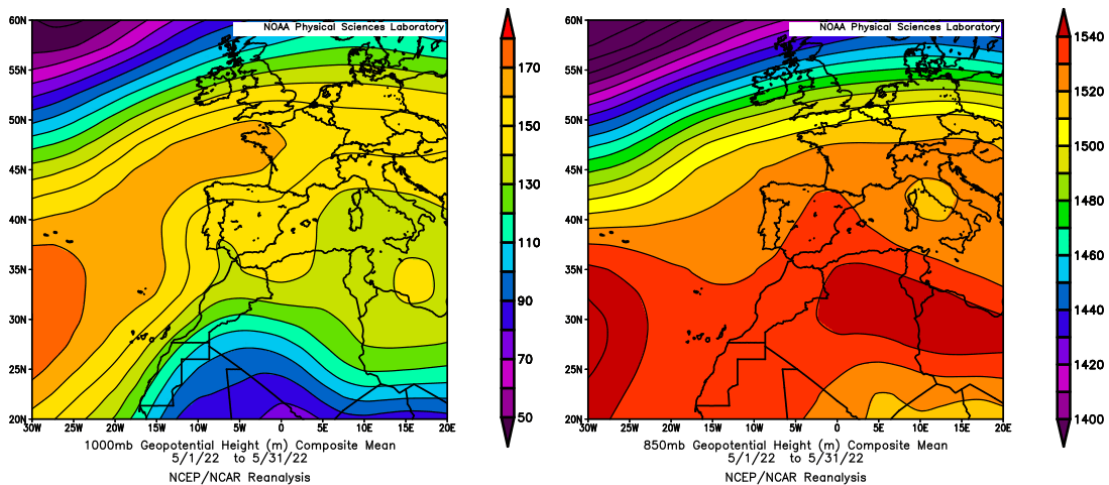 NOAA Physical Sciences Laboratory
60N
55N
50N
45N
40N
35N
30N
25N
20N
30W 25W 20W 15W 10W 5W 0 5E 10E 15E 20E
170
150
130
110
90
70
50
1000mb Geopotential Height (m) Composite Mean
5/1/22 to 5/31/22
NCEP/NCAR Reanalysis
NOAA Physical Sciences Laboratory
60N
55N
50N
45N
40N
35N
30N
25N
20N
30W 25W 20W 15W 10W 5W 0 5E 10E 15E 20E
1540
1520
1500
1480
1460
1440
1420
1400
850mb Geopotential Height (m) Composite Mean
5/1/22 to 5/31/22
NCEP/NCAR Reanalysis